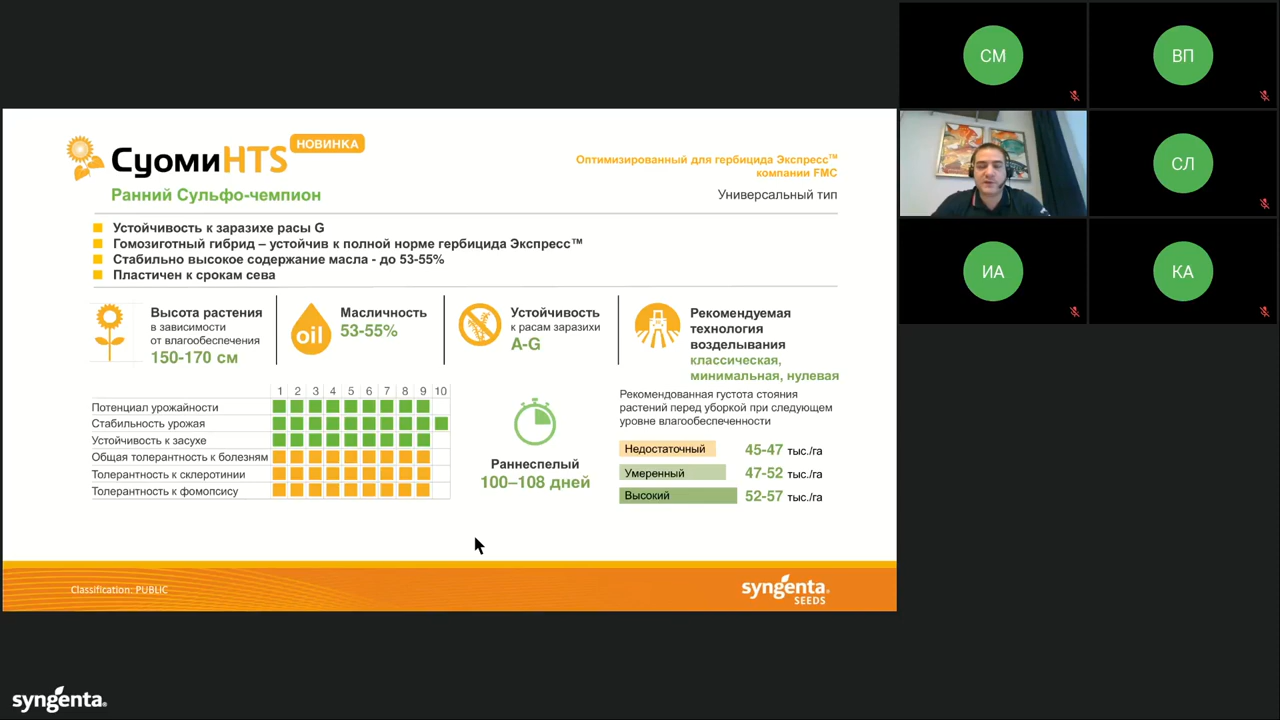 СМ
ВП
СЛ
ИА
КА
Суоми HTS НОВИНКА
Ранний Сульфо-чемпион
Оптимизированный для гербицида Экспресс™
компании FMC
Универсальный тип
Устойчивость к заразихе расы G
Гомозиготный гибрид – устойчив к полной норме гербицида Экспресс™
Стабильно высокое содержание масла - до 53-55%
Пластичен к срокам сева
Высота растения
в зависимости
от влагообеспечения
150-170 см
oil
Масличность
53-55%
Устойчивость
к расам заразихи
A-G
Рекомендуемая
технология
возделывания
классическая,
минимальная, нулевая
1 2 3 4 5 6 7 8 9 10
Потенциал урожайности
Стабильность урожая
Устойчивость к засухе
Общая толерантность к болезням
Толерантность к склеротинии
Толерантность к фомопсису
Раннеспелый
100–108 дней
Рекомендованная густота стояния
растений перед уборкой при следующем
уровне влагообеспеченности
Недостаточный 45-47 тыс./га
Умеренный 47-52 тыс./га
Высокий 52-57 тыс./га
Classification: PUBLIC
syngenta®
SEEDS
syngenta®